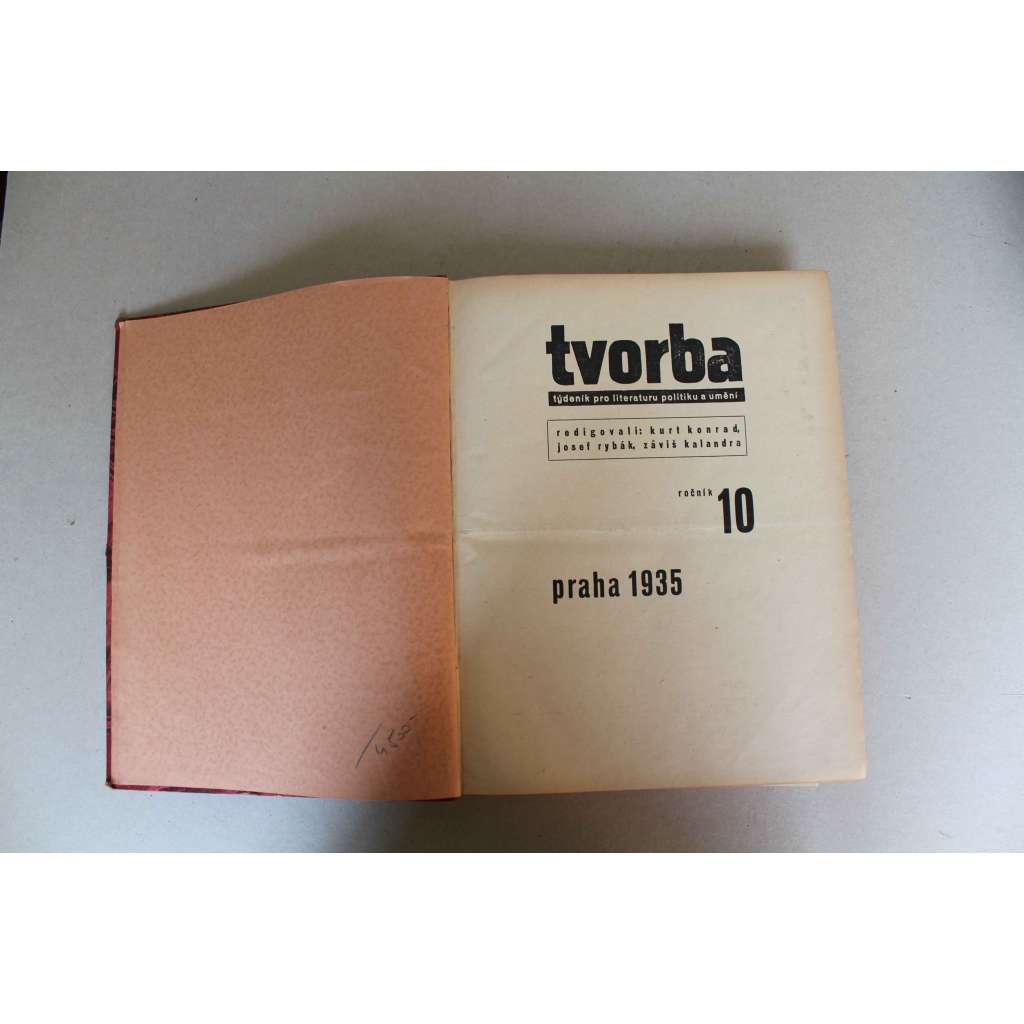 tvorba
týdeník pro literaturu politiku a umění
redigovali: kurt konrad,
josef rybák, záviš kalandra
ročník 10
praha 1935